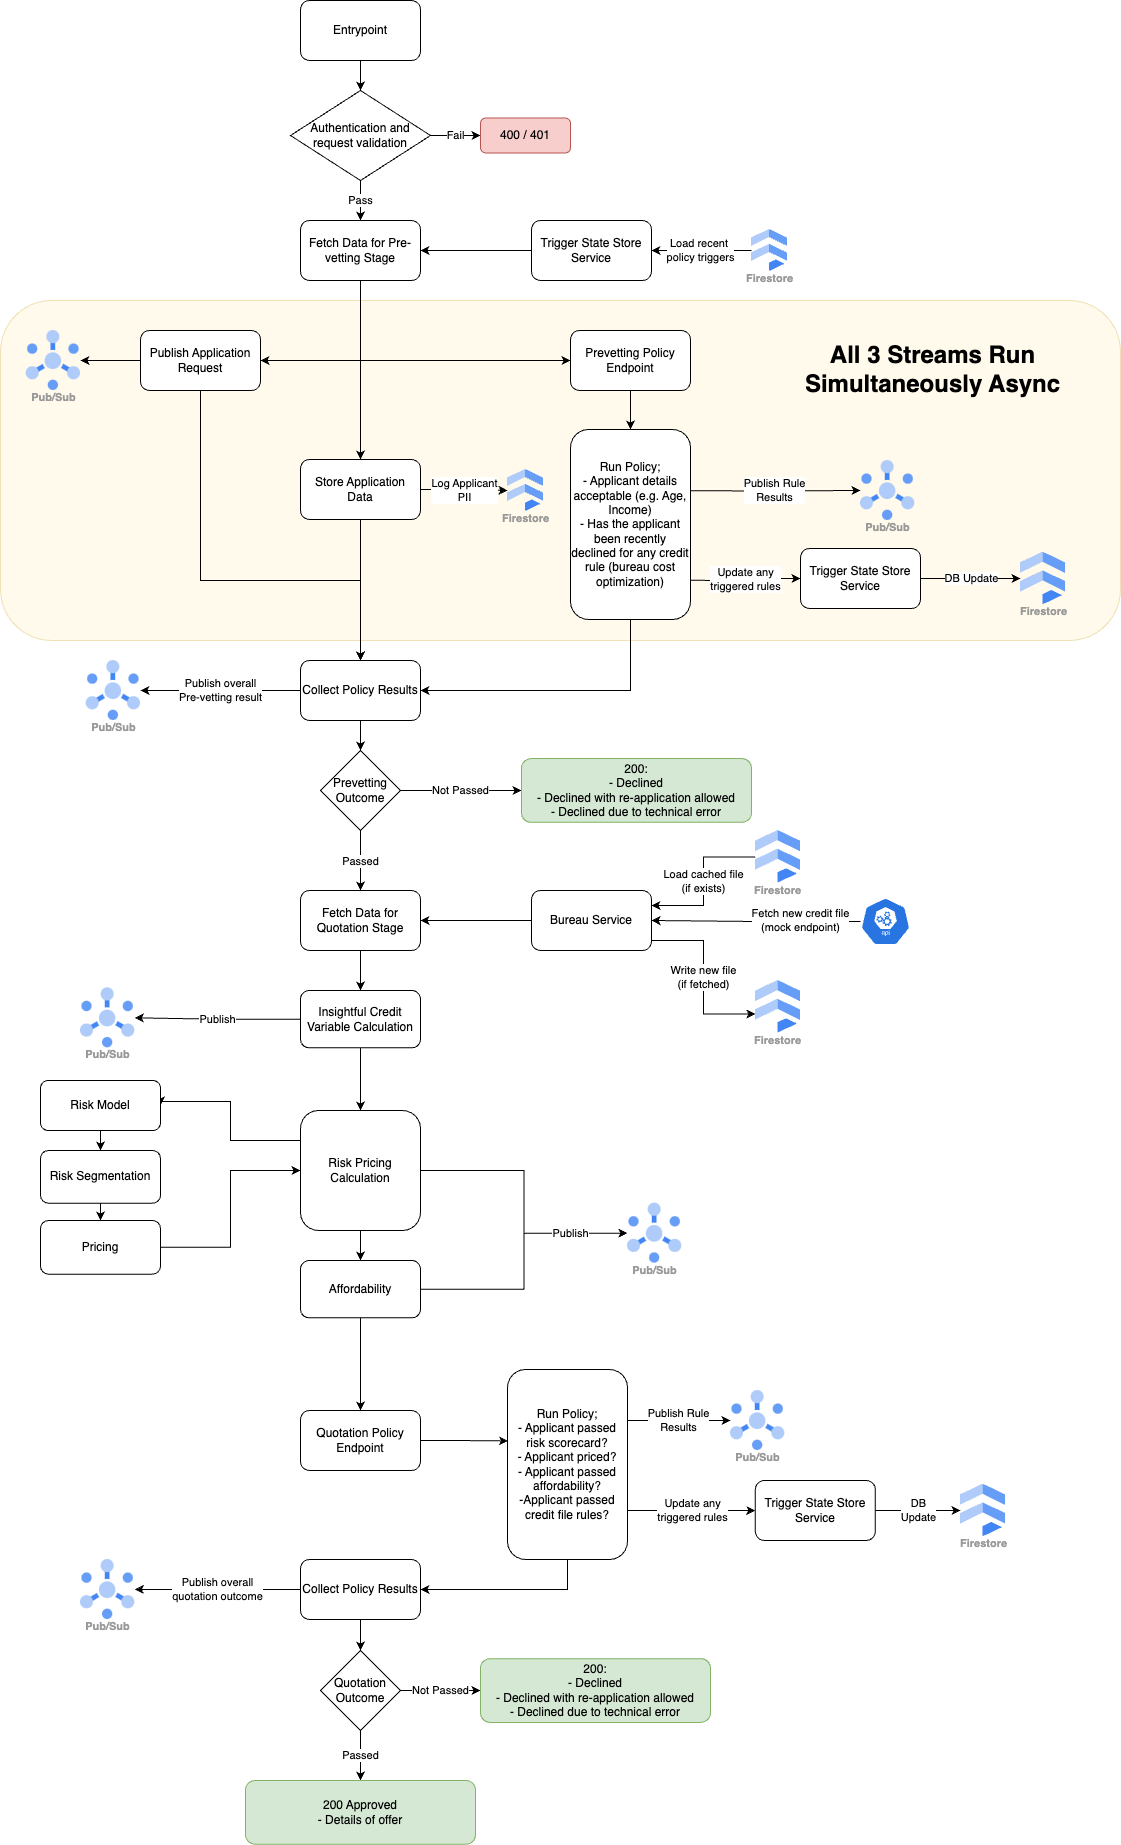 Entrypoint
Authentication and
request validation
Fail
400 / 401
Pass
Fetch Data for Pre-
vetting Stage
Trigger State Store
Service
Load recent
policy triggers
Firestore
All 3 Streams Run
Simultaneously Async
Pub/Sub
Publish Application
Request
Prevetting Policy
Endpoint
Store Application
Data
Log Applicant
PII
Firestore
Run Policy;
- Applicant details
acceptable (e.g. Age,
Income)
- Has the applicant
been recently
declined for any credit
rule (bureau cost
optimization)
Publish Rule
Results
Pub/Sub
Update any
triggered rules
Trigger State Store
Service
DB Update
Firestore
Pub/Sub
Publish overall
Pre-vetting result
Collect Policy Results
Prevetting
Outcome
Not Passed
200:
- Declined
- Declined with re-application allowed
- Declined due to technical error
Passed
Fetch Data for
Quotation Stage
Bureau Service
Load cached file
(if exists)
Firestore
Fetch new credit file
(mock endpoint)
api
Write new file
(if fetched)
Firestore
Pub/Sub
Publish
Insightful Credit
Variable Calculation
Risk Model
Risk Segmentation
Pricing
Risk Pricing
Calculation
Publish
Pub/Sub
Affordability
Quotation Policy
Endpoint
Run Policy;
- Applicant passed
risk scorecard?
- Applicant priced?
- Applicant passed
affordability?
-Applicant passed
credit file rules?
Publish Rule
Results
Pub/Sub
Update any
triggered rules
Trigger State Store
Service
DB
Update
Firestore
Pub/Sub
Publish overall
quotation outcome
Collect Policy Results
Quotation
Outcome
Not Passed
200:
- Declined
- Declined with re-application allowed
- Declined due to technical error
Passed
200 Approved
- Details of offer